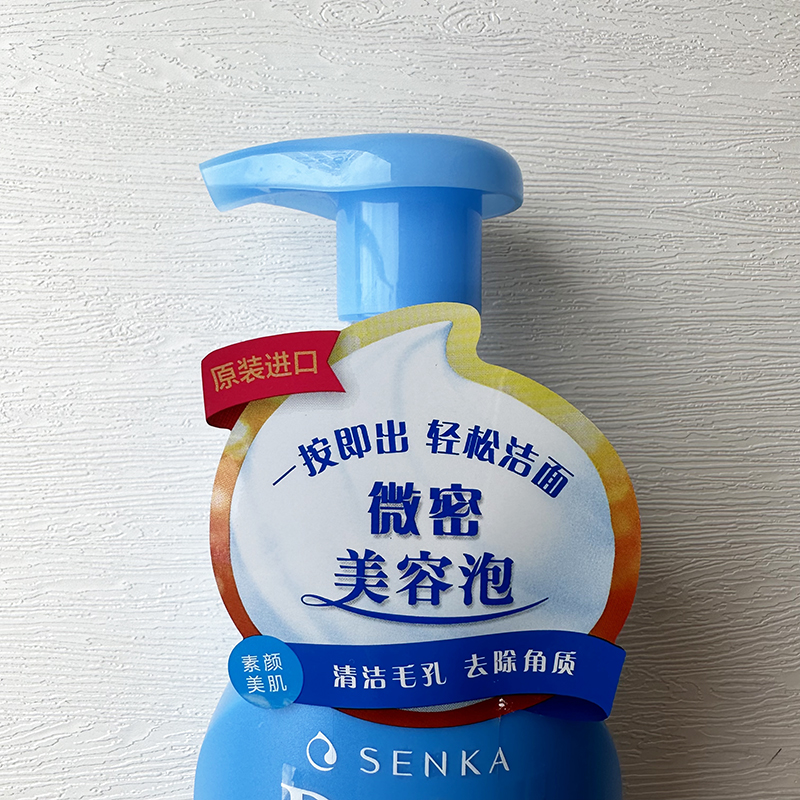 原装进口
一按即出 轻松洁面
微密
美容泡
素颜
美肌
清洁毛孔 去除角质
SENKA